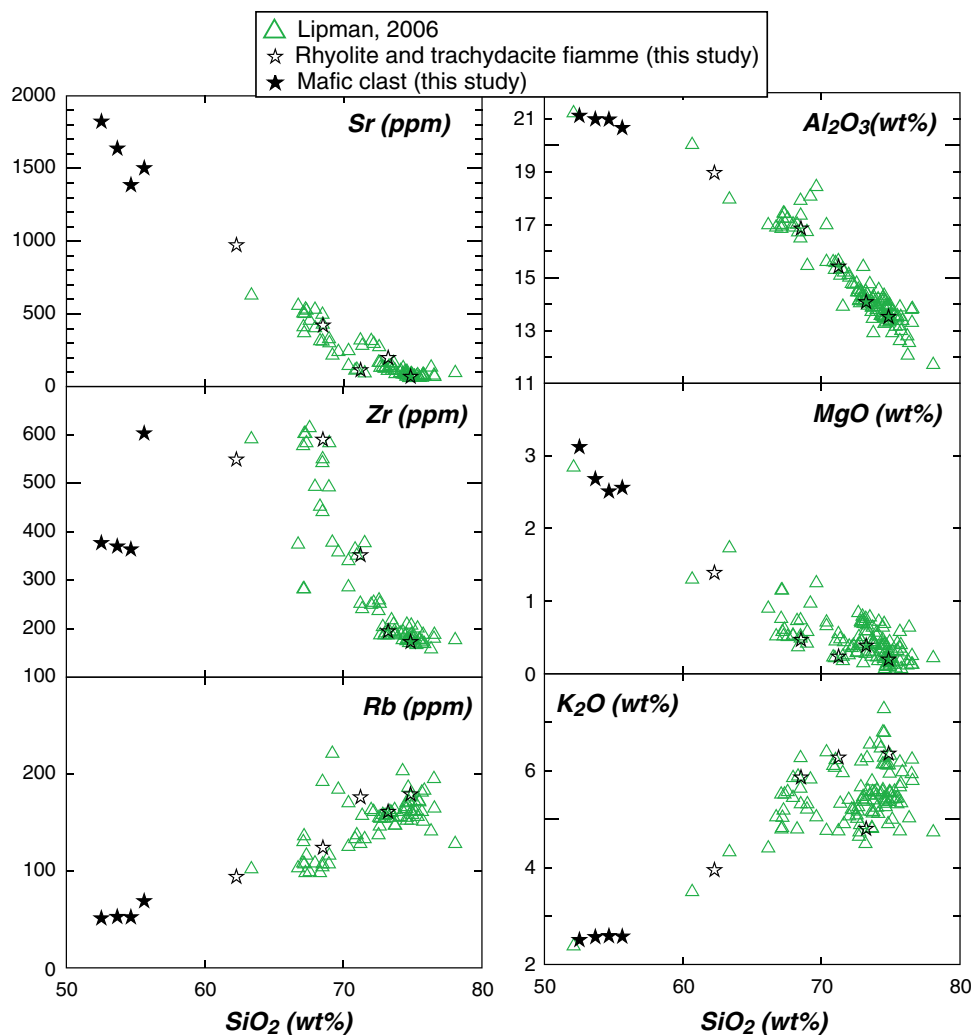 Lipman, 2006
Rhyolite and trachydacite fiamme (this study)
Mafic clast (this study)
Sr (ppm)
2000
1500
1000
500
0
Al₂O₃(wt%)
21
19
17
15
13
11
Zr (ppm)
600
500
400
300
200
100
MgO (wt%)
3
2
1
0
Rb (ppm)
200
100
0
K₂O (wt%)
6
4
2
50 60 70 80
50 60 70 80
SiO₂ (wt%)
SiO₂ (wt%)